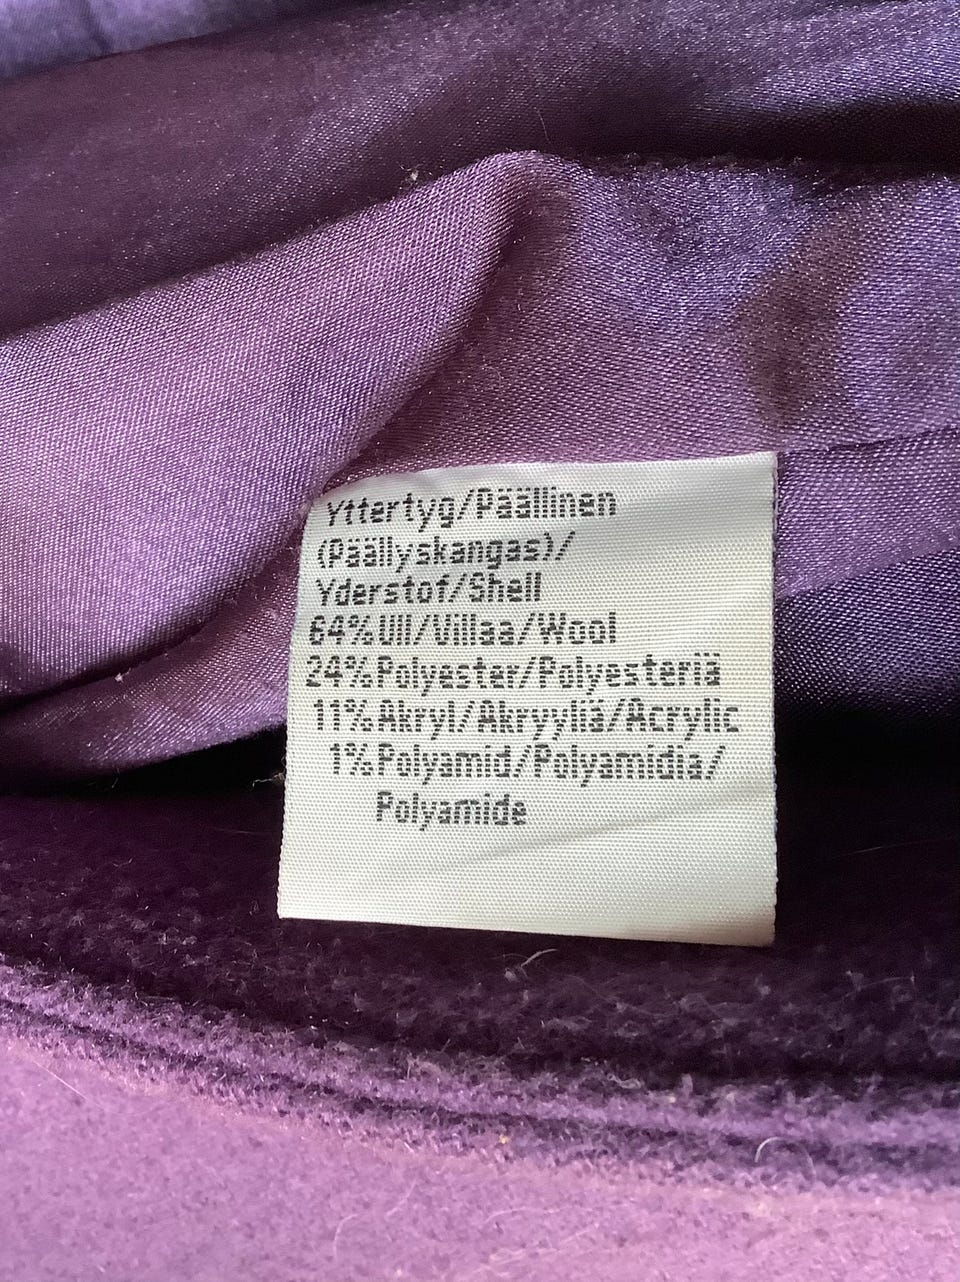 Yttertyg/Päällinen
(Päällyskangas)/
Yderstof/Shell
64% Ull/Villaa/Wool
24% Polyester/Polyesteriä
11% Akryl/Akryyliä/Acrylic
1% Polyamid/Polyamidia/
Polyamide